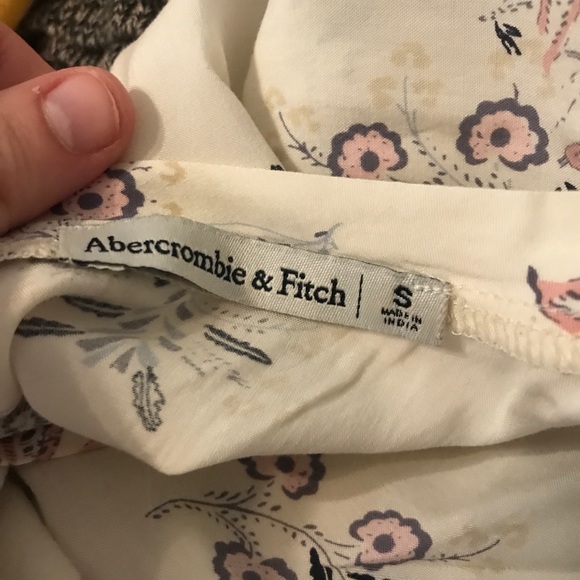 Abercrombie & Fitch | S
MADE IN
INDIA